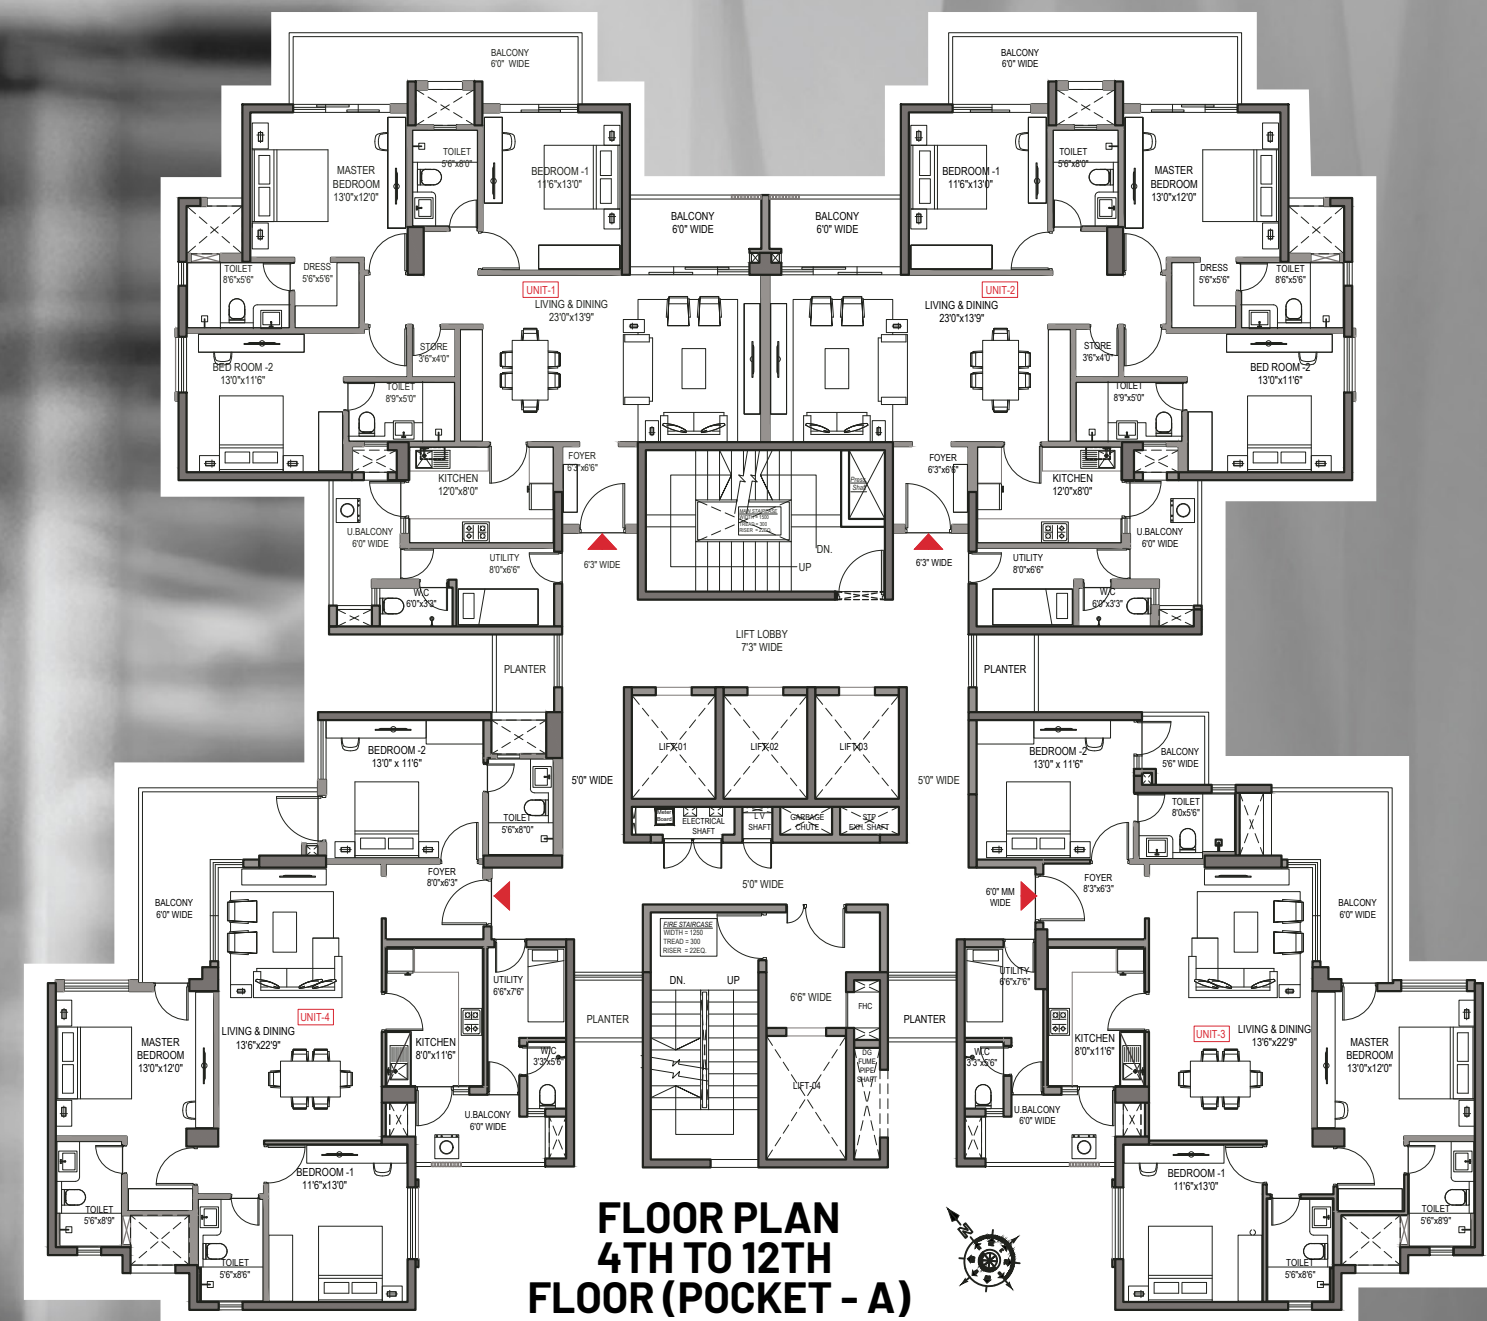 BALCONY
6'0" WIDE
BALCONY
6'0" WIDE
MASTER
BEDROOM
13'0"x12'0"
TOILET
5'6"x8'0"
BEDROOM -1
11'6"x13'0"
BALCONY
6'0" WIDE
BALCONY
6'0" WIDE
BEDROOM -1
11'6"x13'0"
TOILET
5'6"x8'0"
MASTER
BEDROOM
13'0"x12'0"
TOILET
8'6"x5'6"
DRESS
5'6"x5'6"
UNIT-1
LIVING & DINING
23'0"x13'9"
UNIT-2
LIVING & DINING
23'0"x13'9"
DRESS
5'6"x5'6"
TOILET
8'6"x5'6"
BED ROOM -2
13'0"x11'6"
STORE
3'6"x4'0"
TOILET
8'9"x5'0"
STORE
3'6"x4'0"
TOILET
8'9"x5'0"
BED ROOM -2
13'0"x11'6"
KITCHEN
12'0"x8'0"
FOYER
6'3"x6'6"
FOYER
6'3"x6'6"
KITCHEN
12'0"x8'0"
U.BALCONY
6'0" WIDE
UTILITY
8'0"x6'6"
W.C
6'0"x3'3"
6'3" WIDE
MAIN STAIRCASE
WIDTH = 1500
TREAD = 300
RISER = 22EQ.
DN.
UP
6'3" WIDE
UTILITY
8'0"x6'6"
W.C
6'0"x3'3"
U.BALCONY
6'0" WIDE
LIFT LOBBY
7'3" WIDE
PLANTER
PLANTER
BEDROOM -2
13'0" x 11'6"
TOILET
5'6"x8'0"
5'0" WIDE
LIFT-01
LIFT-02
LIFT-03
5'0" WIDE
BEDROOM -2
13'0" x 11'6"
BALCONY
5'6" WIDE
TOILET
8'0x5'6"
Meter
Board
ELECTRICAL
SHAFT
L V
SHAFT
GARBAGE
CHUTE
STP
EXH. SHAFT
FOYER
8'0"x6'3"
5'0" WIDE
6'0" MM
WIDE
FOYER
8'3"x6'3"
BALCONY
6'0" WIDE
BALCONY
6'0" WIDE
FIRE STAIRCASE
WIDTH = 1250
TREAD = 300
RISER = 22EQ.
UTILITY
6'6"x7'6"
DN.
UP
6'6" WIDE
FHC
UTILITY
6'6"x7'6"
PLANTER
PLANTER
UNIT-4
LIVING & DINING
13'6"x22'9"
KITCHEN
8'0"x11'6"
W.C
3'3"x5'6"
MASTER
BEDROOM
13'0"x12'0"
LIFT-04
DG
FUME
PIPE
SHAFT
W.C
3'3"x5'6"
KITCHEN
8'0"x11'6"
UNIT-3
LIVING & DINING
13'6"x22'9"
MASTER
BEDROOM
13'0"x12'0"
U.BALCONY
6'0" WIDE
U.BALCONY
6'0" WIDE
BEDROOM -1
11'6"x13'0"
TOILET
5'6"x8'9"
TOILET
5'6"x8'6"
BEDROOM -1
11'6"x13'0"
TOILET
5'6"x8'6"
TOILET
5'6"x8'9"
FLOOR PLAN
4TH TO 12TH
FLOOR (POCKET - A)
N